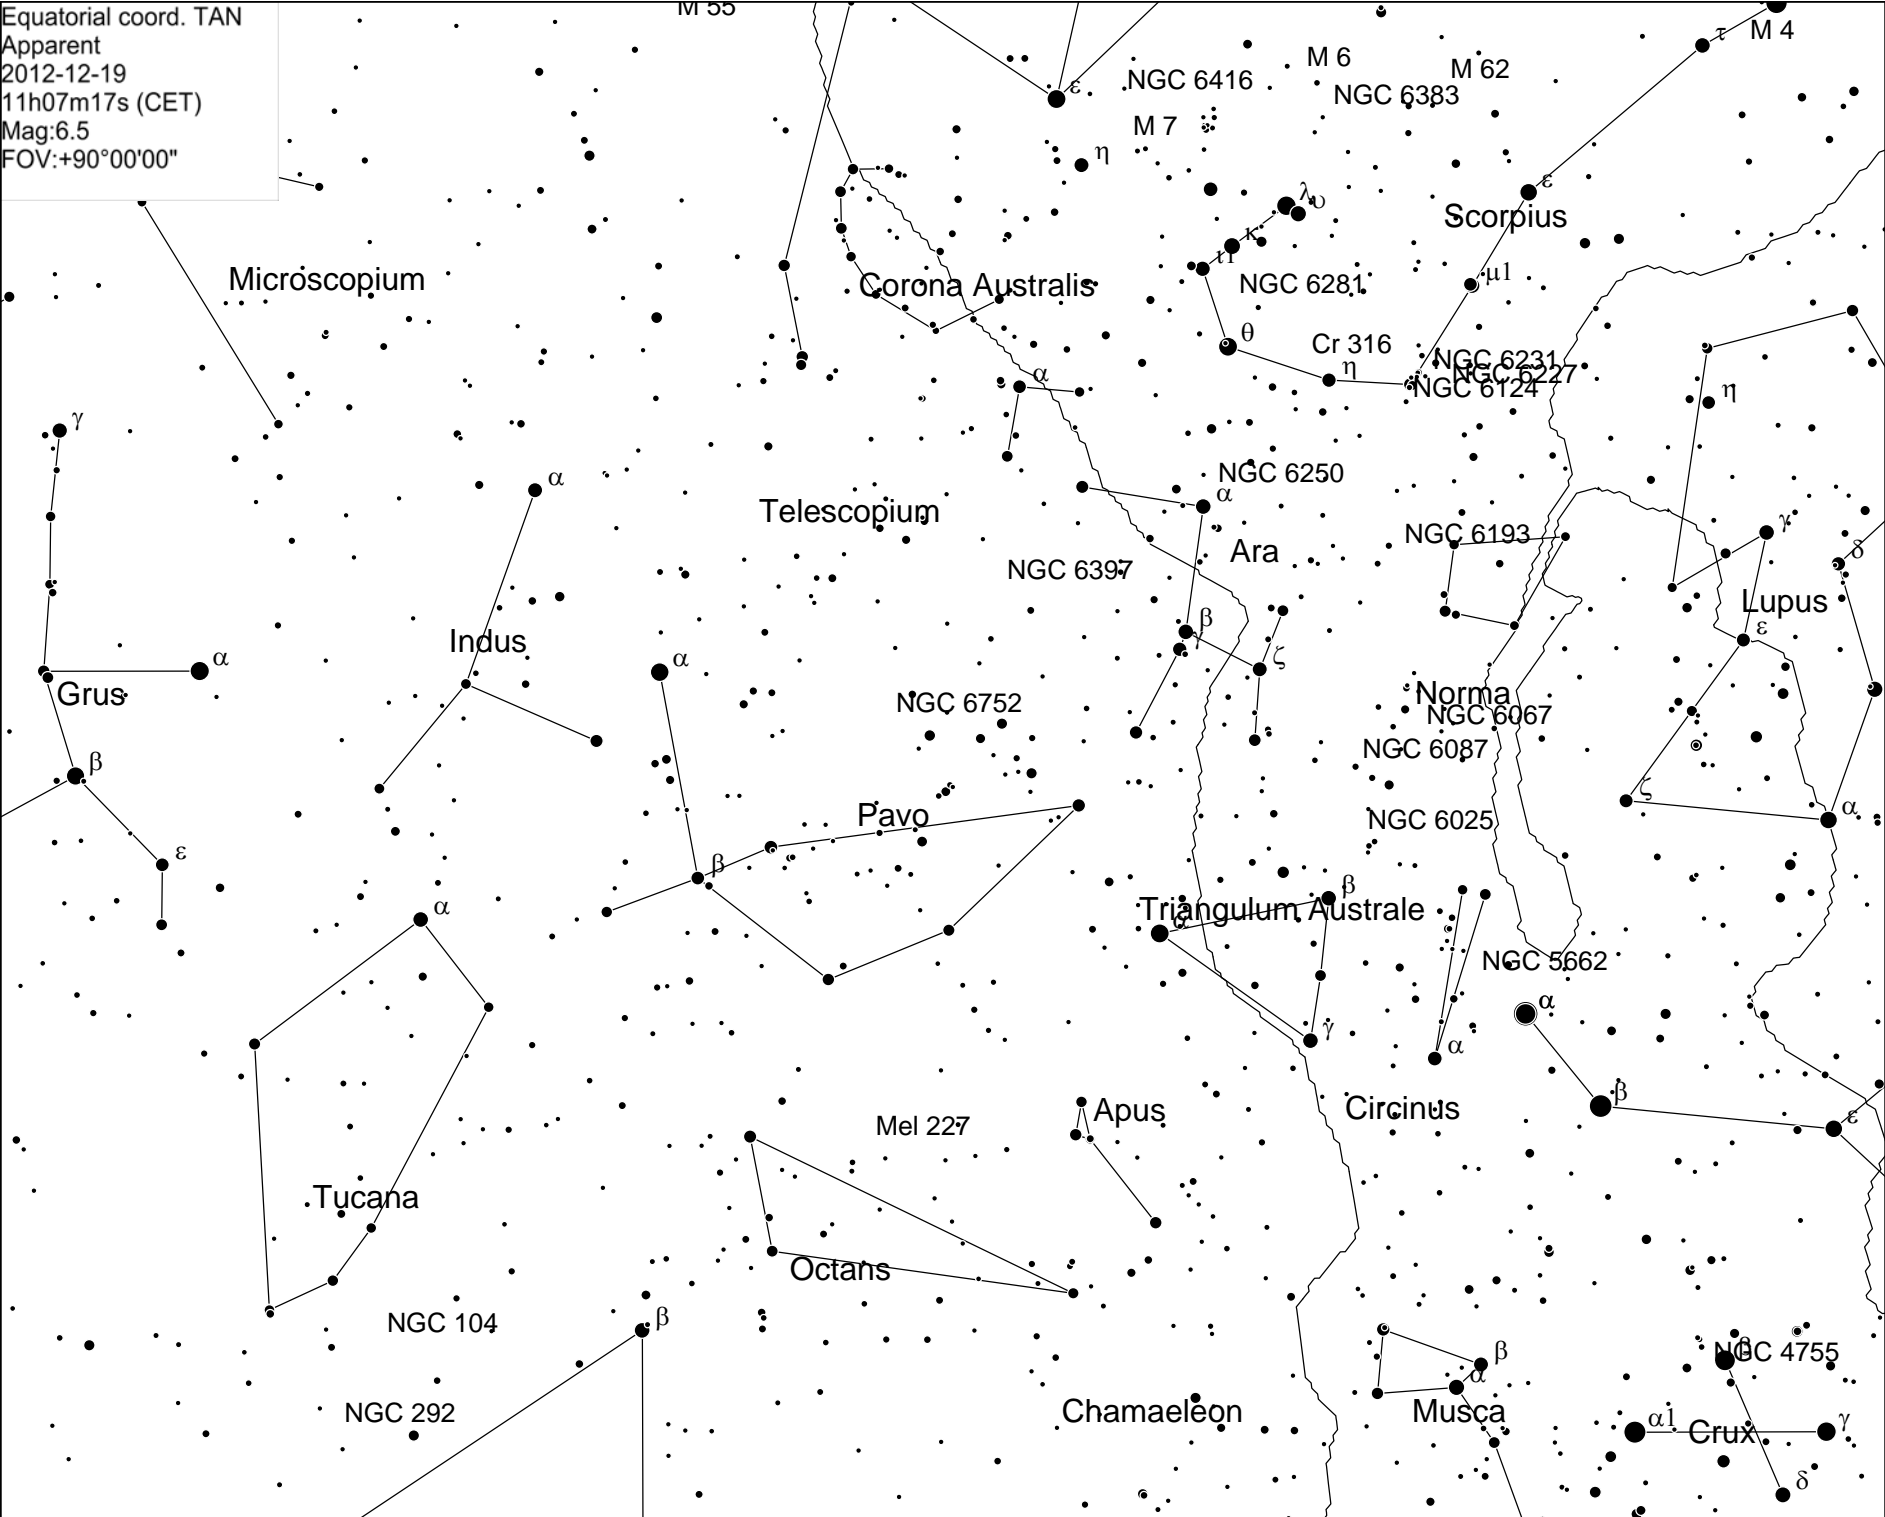 Equatorial coord. TAN
Apparent
2012-12-19
11h07m17s (CET)
Mag:6.5
FOV:+90°00'00"
M 55
τ
M 4
M 6
M 62
ε
NGC 6416
NGC 6383
M 7
η
ε
λ
υ
Scorpius
κ
ι1
μ1
Microscopium
Corona Australis
NGC 6281
θ
Cr 316
η
NGC 6231
NGC 6227
NGC 6124
α
η
γ
α
NGC 6250
α
Telescopium
γ
NGC 6193
Ara
δ
NGC 6397
Lupus
β
ε
Indus
γ
α
α
ζ
Grus
Norma
NGC 6752
NGC 6067
NGC 6087
β
ζ
α
Pavo
NGC 6025
ε
β
β
α
Triangulum Australe
α
NGC 5662
α
γ
α
β
Apus
Circinus
ε
Mel 227
Tucana
Octans
β
NGC 104
β
β
NGC 4755
α
NGC 292
Chamaeleon
Musca
α1
Crux
γ
δ